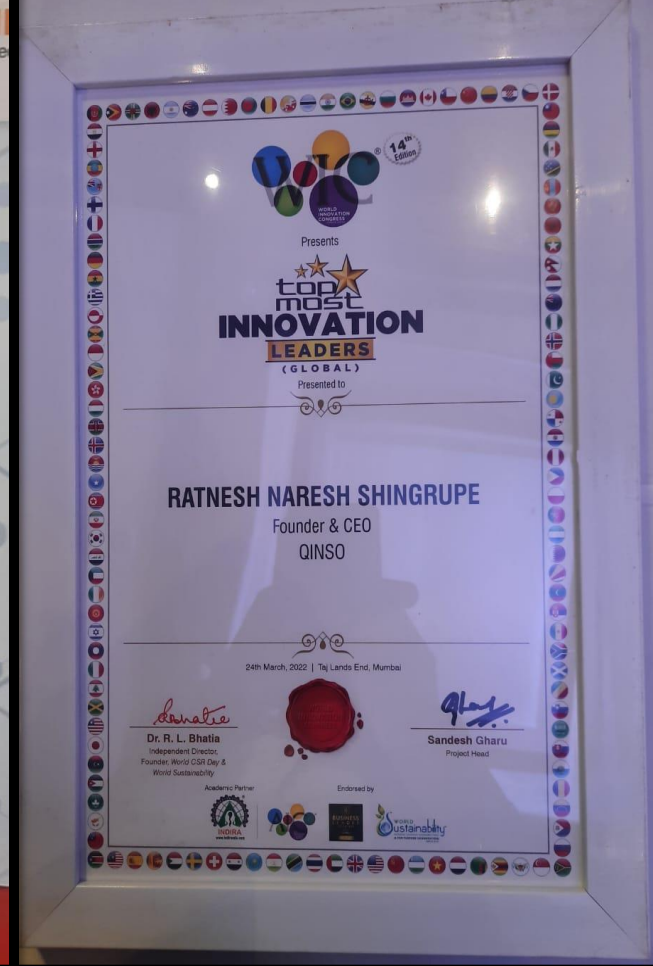 WIC
®
14th
Edition
WORLD
INNOVATION
CONGRESS
Presents
top
most
INNOVATION
LEADERS
(GLOBAL)
Presented to
RATNESH NARESH SHINGRUPE
Founder & CEO
QINSO
24th March, 2022 | Taj Lands End, Mumbai
Dr. R. L. Bhatia
Independent Director,
Founder, World CSR Day &
World Sustainability
Sandesh Gharu
Project Head
Academic Partner
Endorsed by
INDIRA
BUSINESS
WORLD
Sustainability